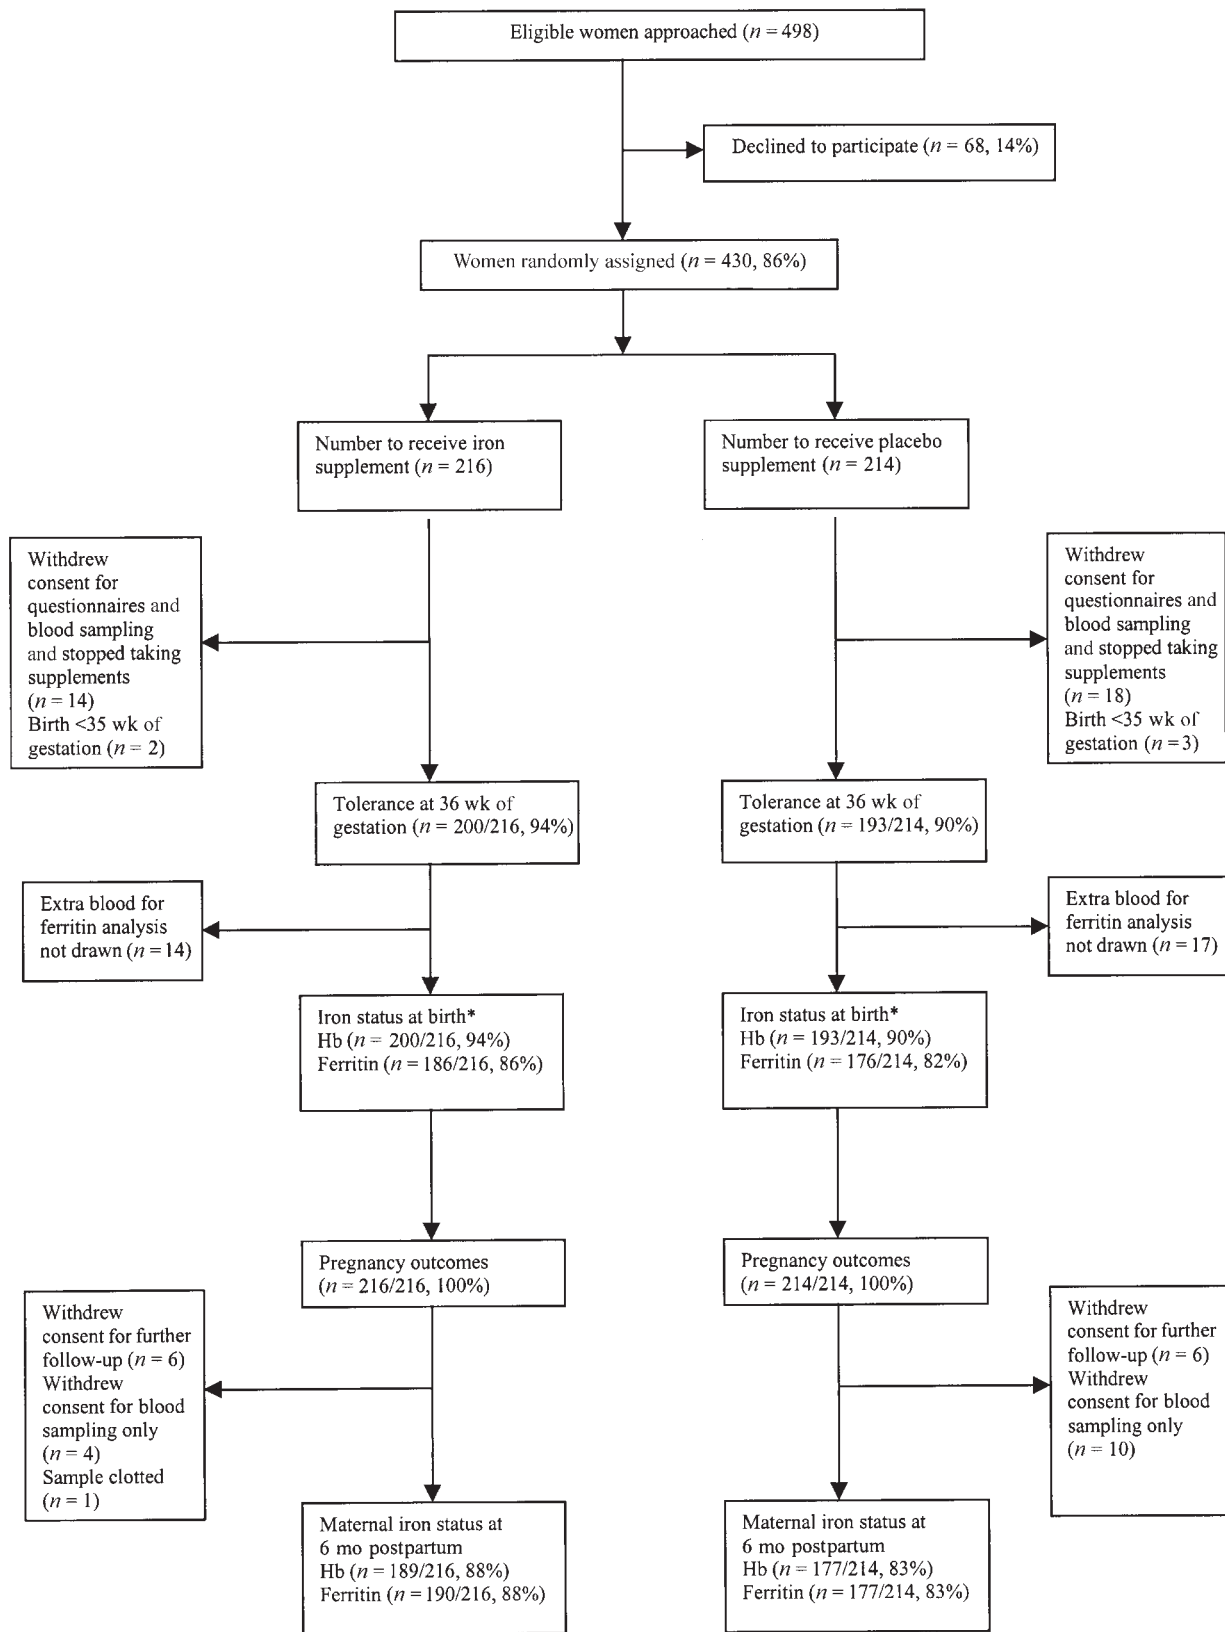 Eligible women approached (n = 498)
Declined to participate (n = 68, 14%)
Women randomly assigned (n = 430, 86%)
Number to receive iron
supplement (n = 216)
Number to receive placebo
supplement (n = 214)
Withdrew
consent for
questionnaires and
blood sampling
and stopped taking
supplements
(n = 14)
Birth <35 wk of
gestation (n = 2)
Withdrew
consent for
questionnaires and
blood sampling
and stopped taking
supplements
(n = 18)
Birth <35 wk of
gestation (n = 3)
Tolerance at 36 wk of
gestation (n = 200/216, 94%)
Tolerance at 36 wk of
gestation (n = 193/214, 90%)
Extra blood for
ferritin analysis
not drawn (n = 14)
Extra blood for
ferritin analysis
not drawn (n = 17)
Iron status at birth*
Hb (n = 200/216, 94%)
Ferritin (n = 186/216, 86%)
Iron status at birth*
Hb (n = 193/214, 90%)
Ferritin (n = 176/214, 82%)
Pregnancy outcomes
(n = 216/216, 100%)
Pregnancy outcomes
(n = 214/214, 100%)
Withdrew
consent for further
follow-up (n = 6)
Withdrew
consent for blood
sampling only
(n = 4)
Sample clotted
(n = 1)
Withdrew
consent for further
follow-up (n = 6)
Withdrew
consent for blood
sampling only
(n = 10)
Maternal iron status at
6 mo postpartum
Hb (n = 189/216, 88%)
Ferritin (n = 190/216, 88%)
Maternal iron status at
6 mo postpartum
Hb (n = 177/214, 83%)
Ferritin (n = 177/214, 83%)